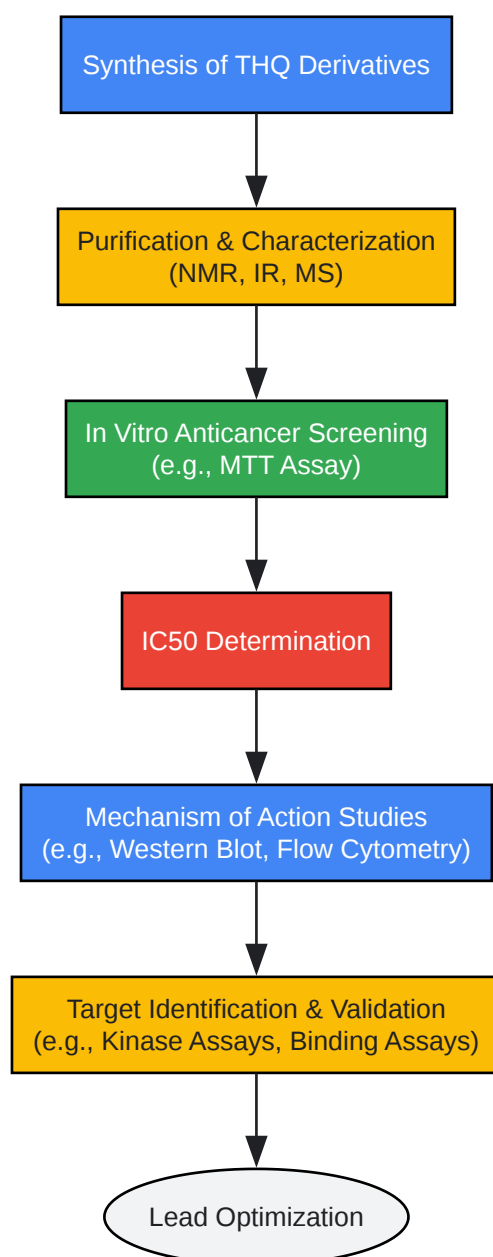 Synthesis of THQ Derivatives
Purification & Characterization
(NMR, IR, MS)
In Vitro Anticancer Screening
(e.g., MTT Assay)
IC50 Determination
Mechanism of Action Studies
(e.g., Western Blot, Flow Cytometry)
Target Identification & Validation
(e.g., Kinase Assays, Binding Assays)
Lead Optimization